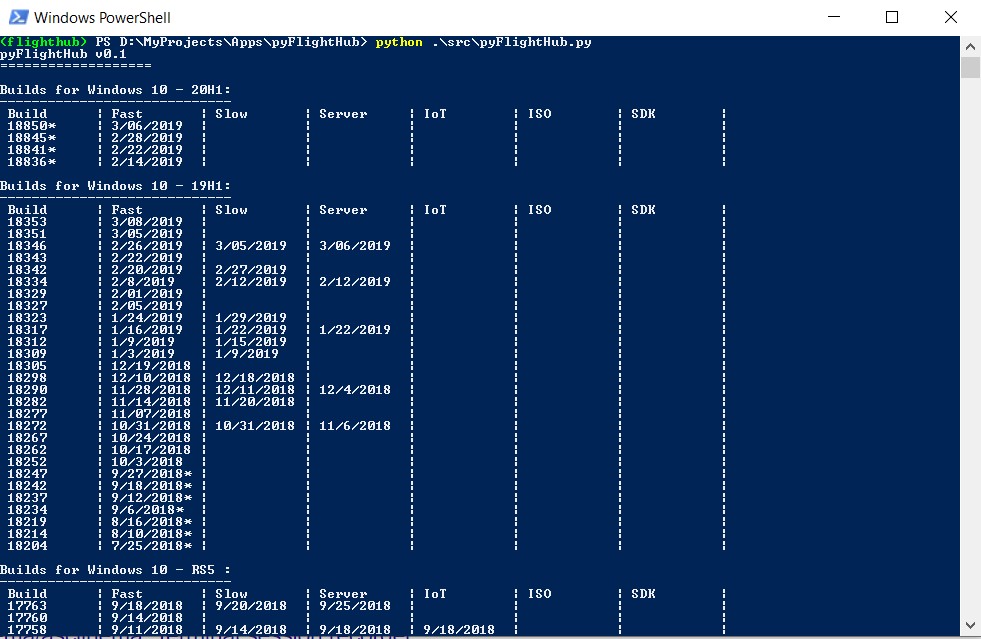 Windows PowerShell
(flighthub) PS D:\MyProjects\Apps\pyFlightHub> python .\src\pyFlightHub.py
pyFlightHub v0.1
===================
Builds for Windows 10 - 20H1:
-----------------------------
Build | Fast | Slow | Server | IoT | ISO | SDK |
18850* | 3/06/2019 | | | | | |
18845* | 2/28/2019 | | | | | |
18841* | 2/22/2019 | | | | | |
18836* | 2/14/2019 | | | | | |
Builds for Windows 10 - 19H1:
-----------------------------
Build | Fast | Slow | Server | IoT | ISO | SDK |
18353 | 3/08/2019 | | | | | |
18351 | 3/05/2019 | | | | | |
18346 | 2/26/2019 | 3/05/2019 | 3/06/2019 | | | |
18343 | 2/22/2019 | | | | | |
18342 | 2/20/2019 | 2/27/2019 | | | | |
18334 | 2/8/2019 | 2/12/2019 | 2/12/2019 | | | |
18329 | 2/01/2019 | | | | | |
18327 | 2/05/2019 | | | | | |
18323 | 1/24/2019 | 1/29/2019 | | | | |
18317 | 1/16/2019 | 1/22/2019 | 1/22/2019 | | | |
18312 | 1/9/2019 | 1/15/2019 | | | | |
18309 | 1/3/2019 | 1/9/2019 | | | | |
18305 | 12/19/2018 | | | | | |
18298 | 12/10/2018 | 12/18/2018 | | | | |
18290 | 11/28/2018 | 12/11/2018 | 12/4/2018 | | | |
18282 | 11/14/2018 | 11/20/2018 | | | | |
18277 | 11/07/2018 | | | | | |
18272 | 10/31/2018 | 10/31/2018 | 11/6/2018 | | | |
18267 | 10/24/2018 | | | | | |
18262 | 10/17/2018 | | | | | |
18252 | 10/3/2018 | | | | | |
18247 | 9/27/2018* | | | | | |
18242 | 9/18/2018* | | | | | |
18237 | 9/12/2018* | | | | | |
18234 | 9/6/2018* | | | | | |
18219 | 8/16/2018* | | | | | |
18214 | 8/10/2018* | | | | | |
18204 | 7/25/2018* | | | | | |
Builds for Windows 10 - RS5 :
-----------------------------
Build | Fast | Slow | Server | IoT | ISO | SDK |
17763 | 9/18/2018 | 9/20/2018 | 9/25/2018 | | | |
17760 | 9/14/2018 | | | | | |
17758 | 9/11/2018 | 9/14/2018 | 9/18/2018 | 9/18/2018 | | |